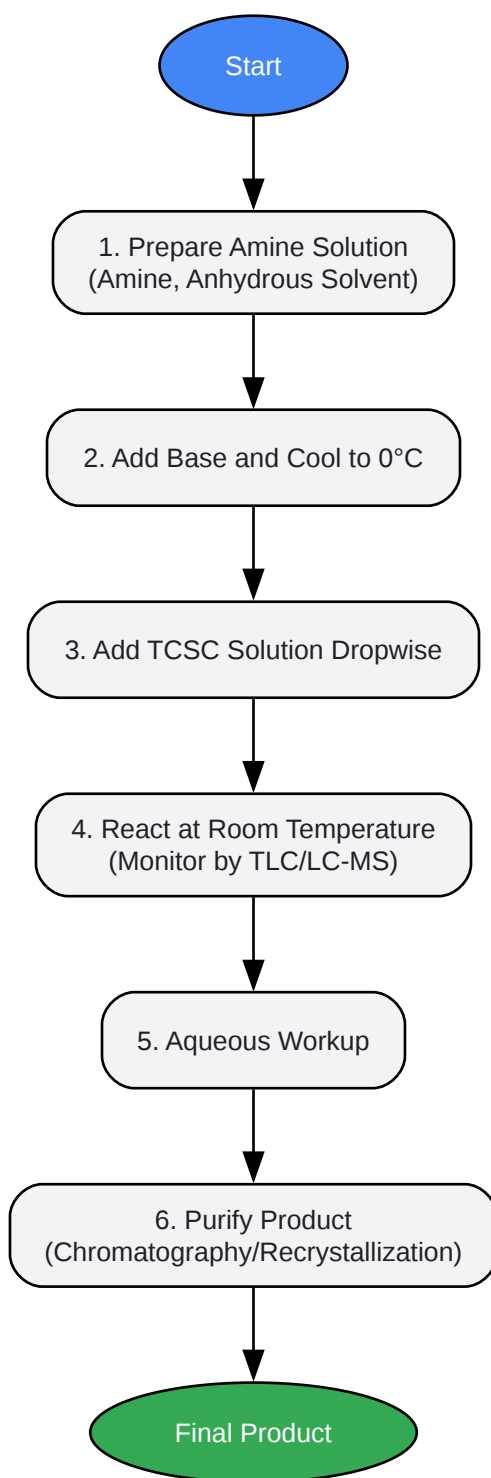 Start
1. Prepare Amine Solution
(Amine, Anhydrous Solvent)
2. Add Base and Cool to 0°C
3. Add TCSC Solution Dropwise
4. React at Room Temperature
(Monitor by TLC/LC-MS)
5. Aqueous Workup
6. Purify Product
(Chromatography/Recrystallization)
Final Product